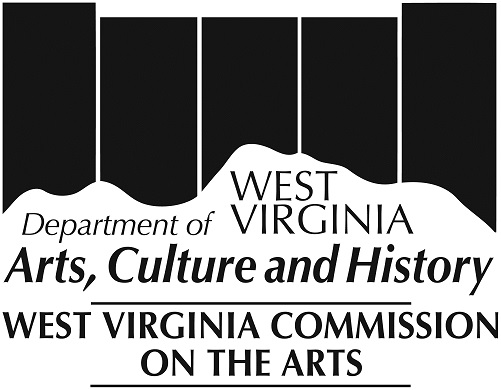 WEST
Department of VIRGINIA
Arts, Culture and History
WEST VIRGINIA COMMISSION
ON THE ARTS